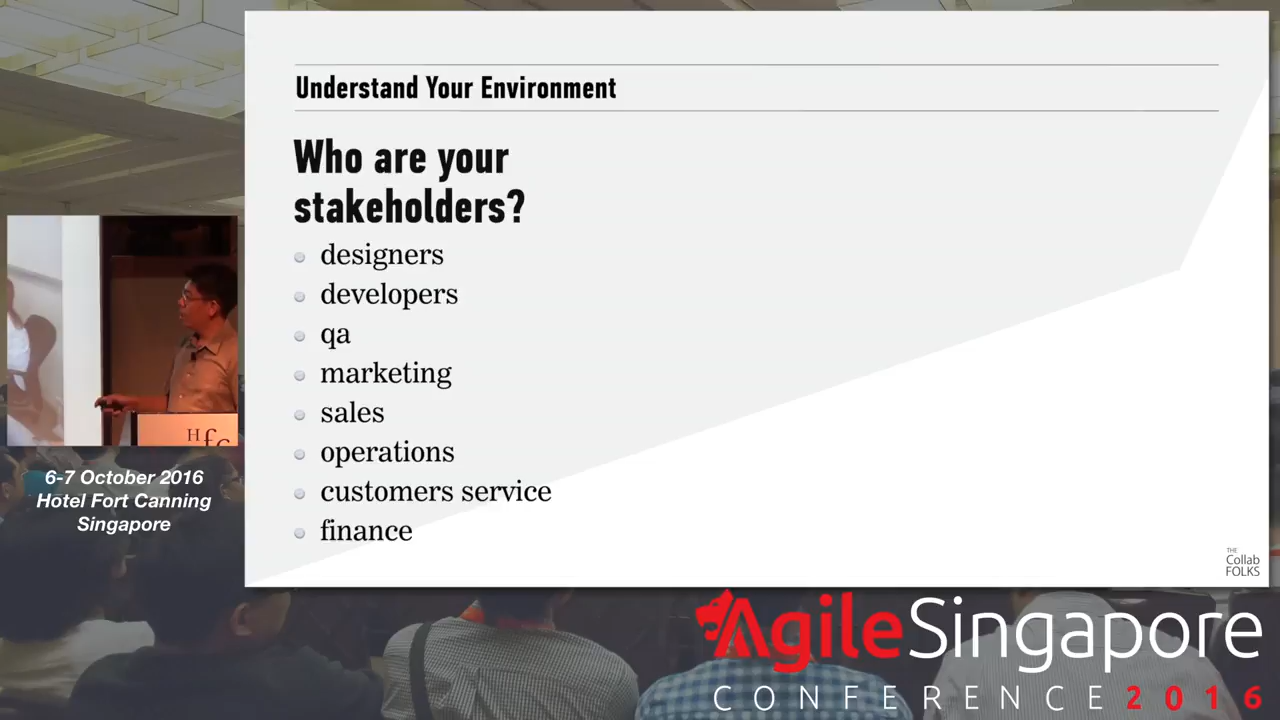 Understand Your Environment
Who are your
stakeholders?
designers
developers
qa
marketing
sales
operations
customers service
finance
THE
Collab
FOLKS
Hfc
6-7 October 2016
Hotel Fort Canning
Singapore
AgileSingapore
CONFERENCE 2016